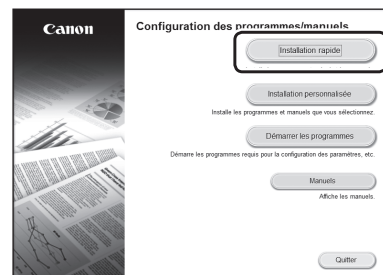 Canon
Configuration des programmes/manuels
Installation rapide
Installation personnalisée
Installe les programmes et manuels que vous sélectionnez.
Démarrer les programmes
Démarre les programmes requis pour la configuration des paramètres, etc.
Manuels
Affiche les manuels.
Quitter